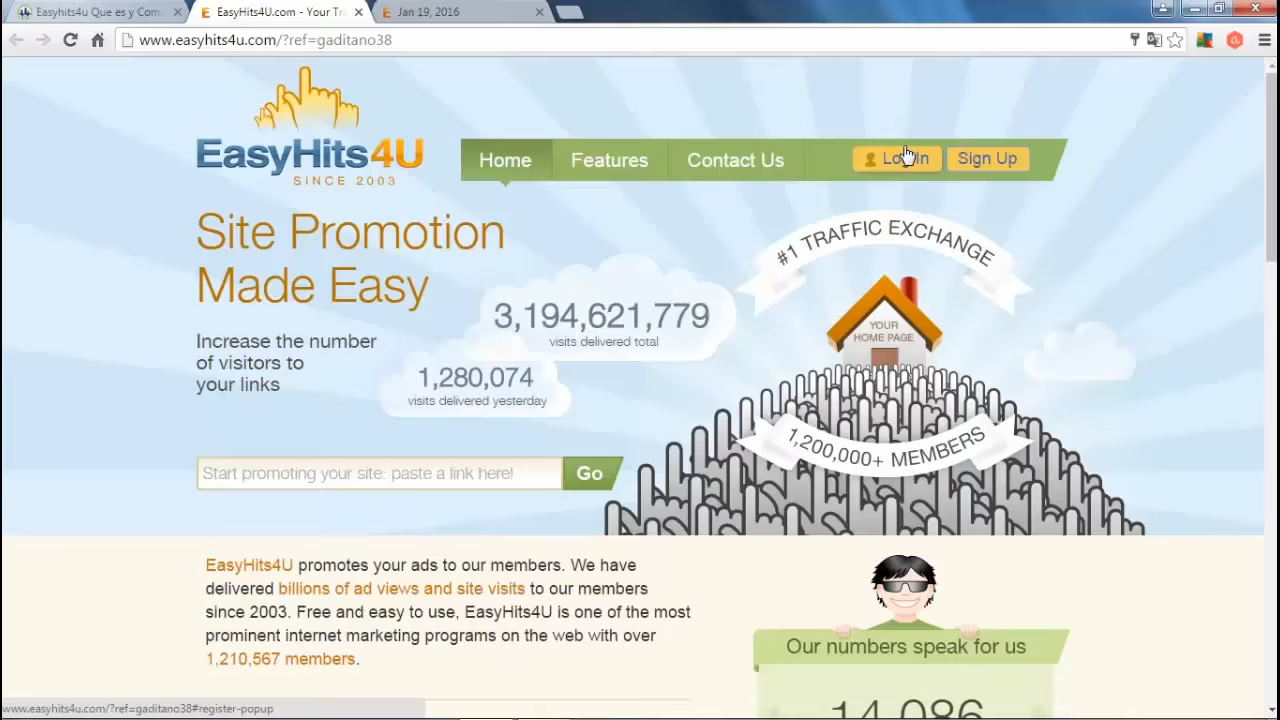 Easyhits4u Que es y Com
EasyHits4U.com - Your Tra
Jan 19, 2016
www.easyhits4u.com/?ref=gaditano38
EasyHits4U
SINCE 2003
Home
Features
Contact Us
Log In
Sign Up
Site Promotion
Made Easy
#1 TRAFFIC EXCHANGE
3,194,621,779
visits delivered total
YOUR
HOME PAGE
Increase the number
of visitors to
your links
1,280,074
visits delivered yesterday
1,200,000+ MEMBERS
Start promoting your site: paste a link here!
Go
EasyHits4U promotes your ads to our members. We have
delivered billions of ad views and site visits to our members
since 2003. Free and easy to use, EasyHits4U is one of the most
prominent internet marketing programs on the web with over
1,210,567 members.
Our numbers speak for us
14,086
www.easyhits4u.com/?ref=gaditano38#register-popup